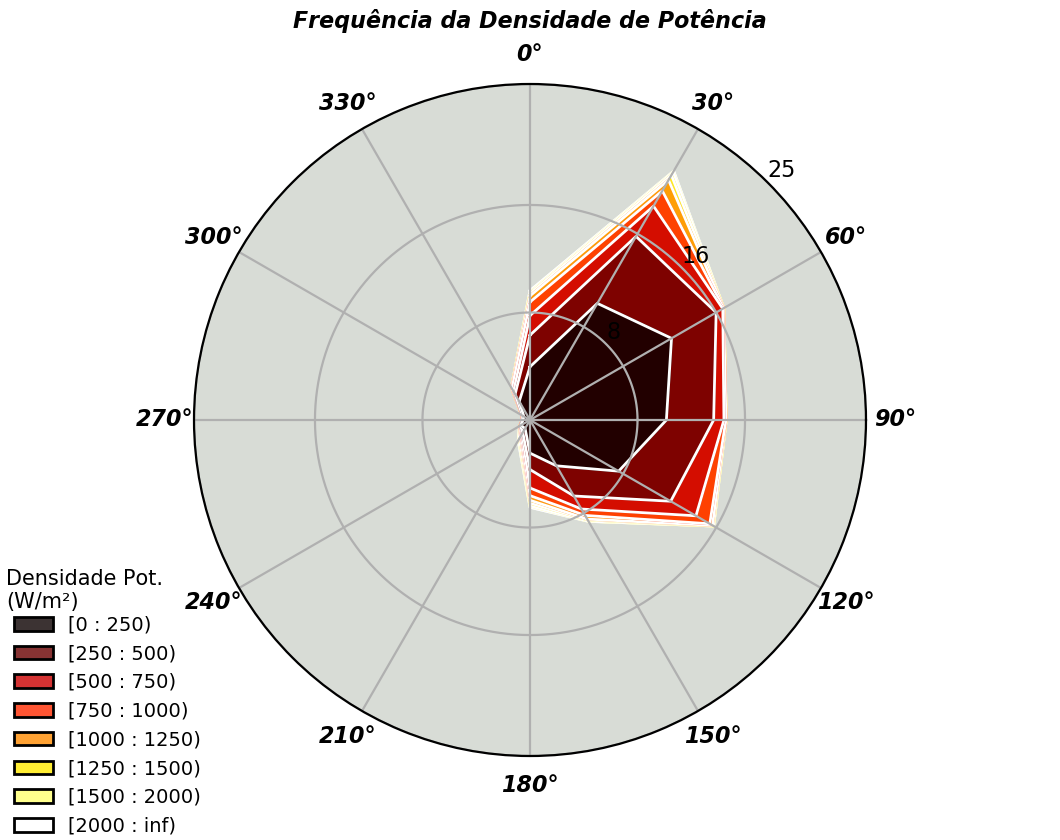 Frequência da Densidade de Potência
0°
330°
30°
25
300°
60°
16
8
270°
90°
240°
120°
210°
150°
180°
Densidade Pot.
(W/m²)
[0 : 250)
[250 : 500)
[500 : 750)
[750 : 1000)
[1000 : 1250)
[1250 : 1500)
[1500 : 2000)
[2000 : inf)